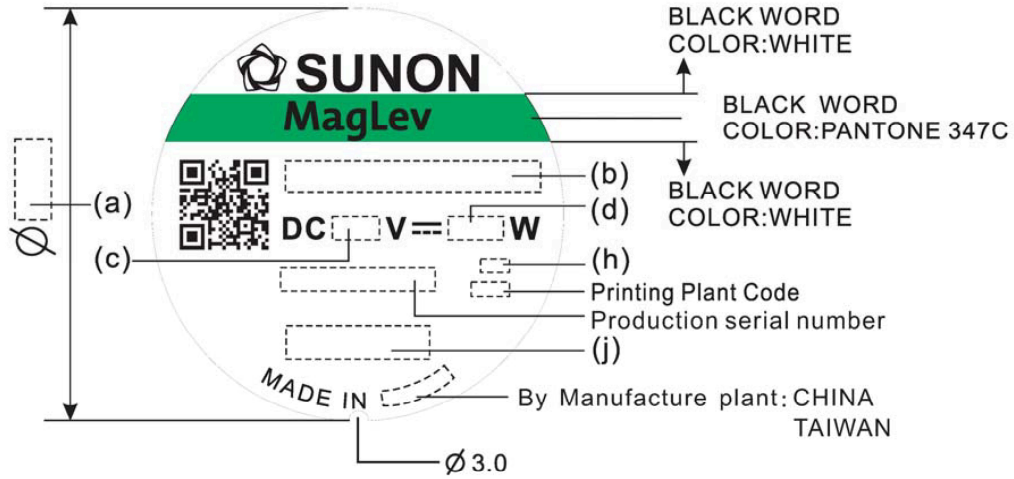 BLACK WORD
COLOR:WHITE
SUNON
MagLev
BLACK WORD
COLOR:PANTONE 347C
BLACK WORD
COLOR:WHITE
(a)
Ø
(b)
(d)
DC V⎓ W
(c)
(h)
Printing Plant Code
Production serial number
(j)
MADE IN
By Manufacture plant: CHINA
TAIWAN
Ø3.0